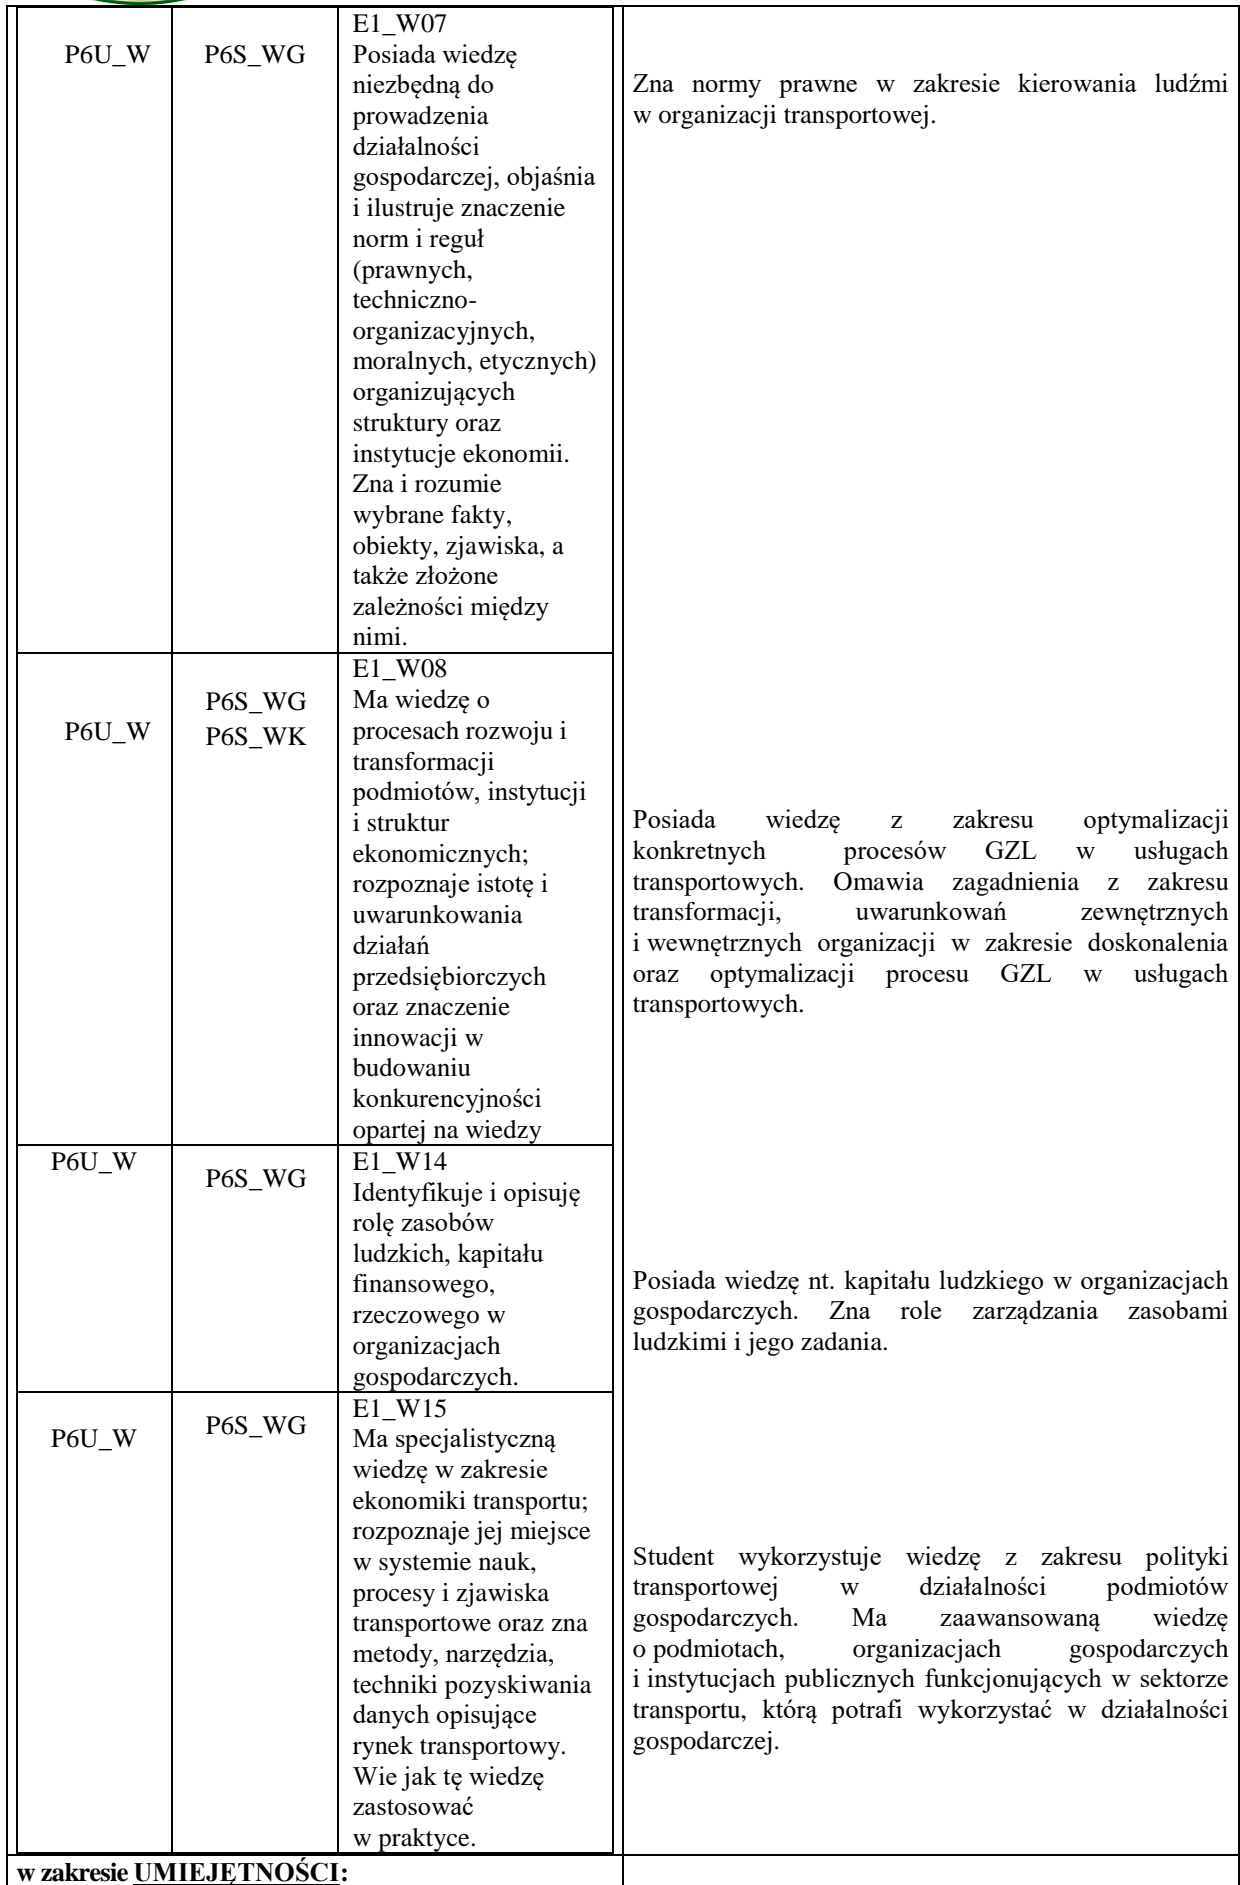 P6U_W
P6S_WG
E1_W07
Posiada wiedzę
niezbędną do
prowadzenia
działalności
gospodarczej, objaśnia
i ilustruje znaczenie
norm i reguł
(prawnych,
techniczno-
organizacyjnych,
moralnych, etycznych)
organizujących
struktury oraz
instytucje ekonomii.
Zna i rozumie
wybrane fakty,
obiekty, zjawiska, a
także złożone
zależności między
nimi.
Zna normy prawne w zakresie kierowania ludźmi
w organizacji transportowej.
P6U_W
P6S_WG
P6S_WK
E1_W08
Ma wiedzę o
procesach rozwoju i
transformacji
podmiotów, instytucji
i struktur
ekonomicznych;
rozpoznaje istotę i
uwarunkowania
działań
przedsiębiorczych
oraz znaczenie
innowacji w
budowaniu
konkurencyjności
opartej na wiedzy
Posiada wiedzę z zakresu optymalizacji
konkretnych procesów GZL w usługach
transportowych. Omawia zagadnienia z zakresu
transformacji, uwarunkowań zewnętrznych
i wewnętrznych organizacji w zakresie doskonalenia
oraz optymalizacji procesu GZL w usługach
transportowych.
P6U_W
P6S_WG
E1_W14
Identyfikuje i opisuję
rolę zasobów
ludzkich, kapitału
finansowego,
rzeczowego w
organizacjach
gospodarczych.
Posiada wiedzę nt. kapitału ludzkiego w organizacjach
gospodarczych. Zna role zarządzania zasobami
ludzkimi i jego zadania.
P6U_W
P6S_WG
E1_W15
Ma specjalistyczną
wiedzę w zakresie
ekonomiki transportu;
rozpoznaje jej miejsce
w systemie nauk,
procesy i zjawiska
transportowe oraz zna
metody, narzędzia,
techniki pozyskiwania
danych opisujące
rynek transportowy.
Wie jak tę wiedzę
zastosować
w praktyce.
Student wykorzystuje wiedzę z zakresu polityki
transportowej w działalności podmiotów
gospodarczych. Ma zaawansowaną wiedzę
o podmiotach, organizacjach gospodarczych
i instytucjach publicznych funkcjonujących w sektorze
transportu, którą potrafi wykorzystać w działalności
gospodarczej.
w zakresie UMIEJĘTNOŚCI: